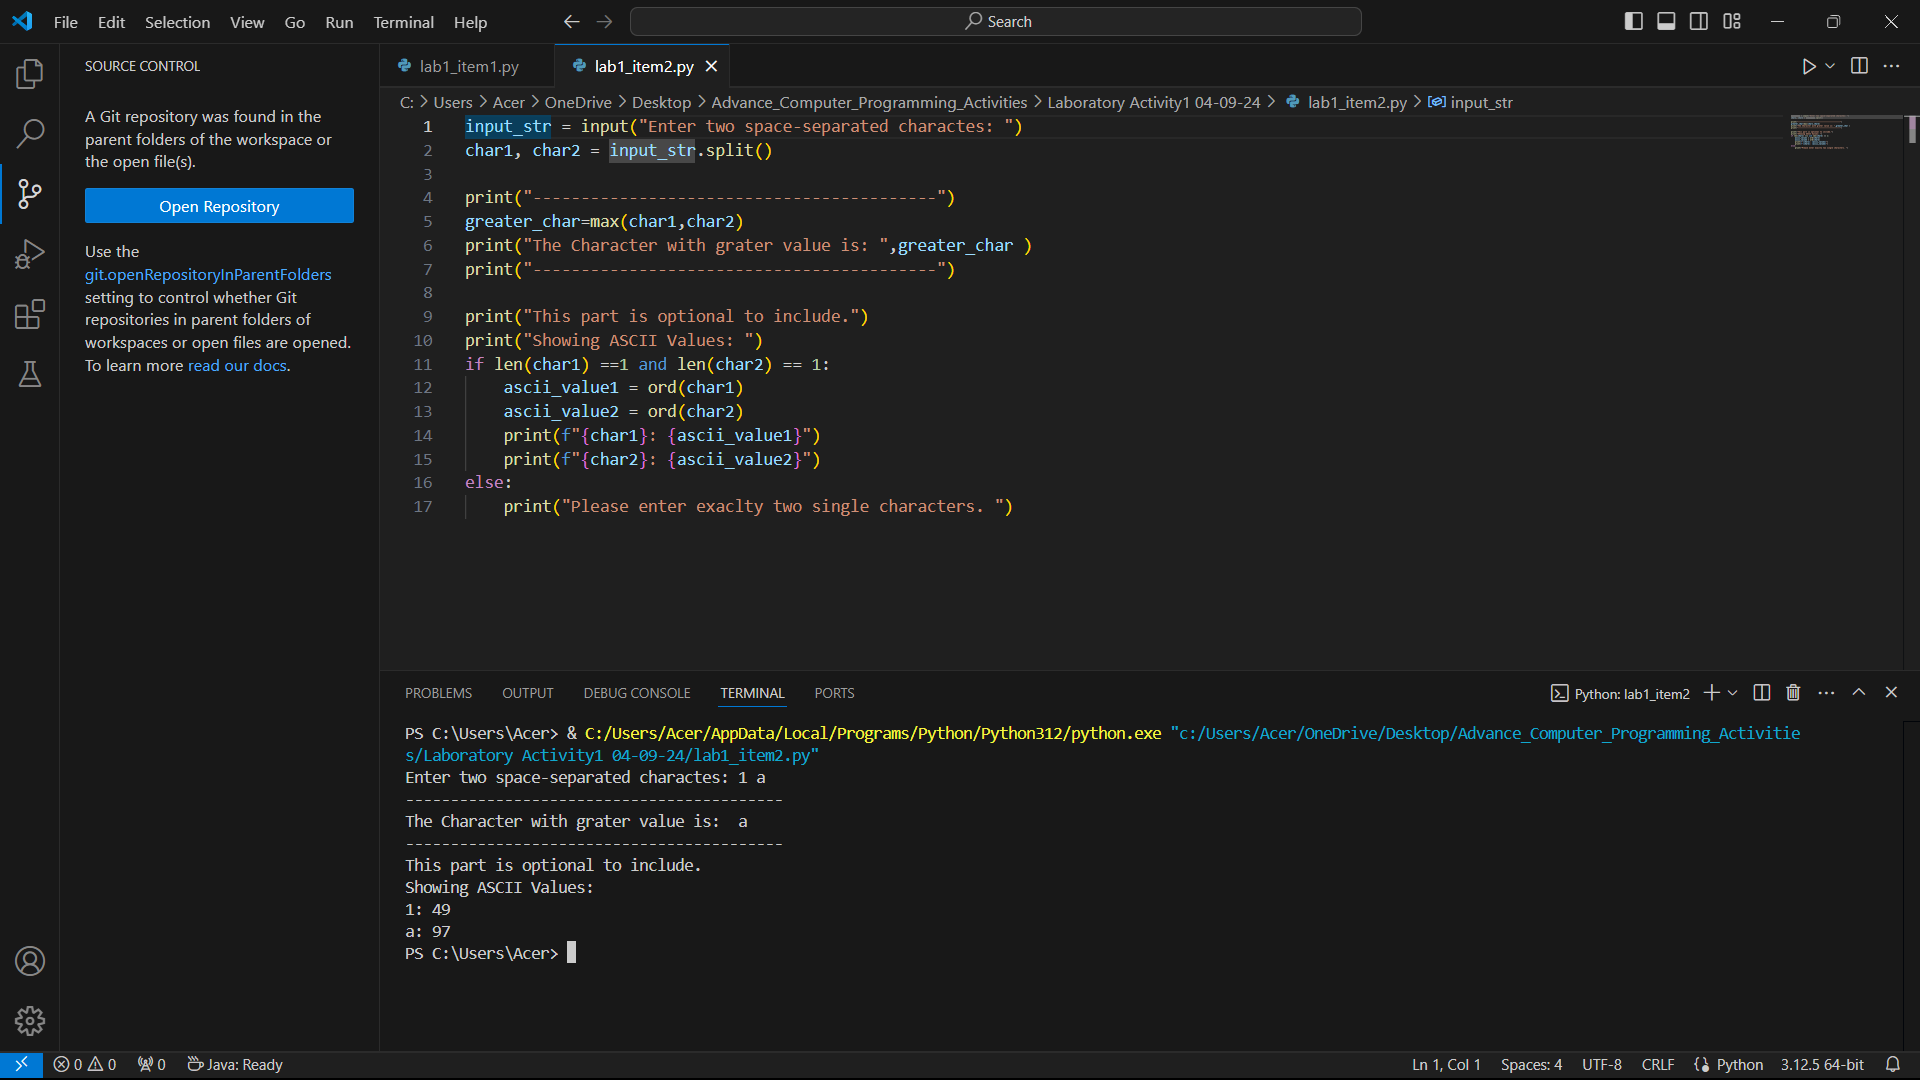 File Edit Selection View Go Run Terminal Help
Search
SOURCE CONTROL
A Git repository was found in the
parent folders of the workspace or
the open file(s).
Open Repository
Use the
git.openRepositoryInParentFolders
setting to control whether Git
repositories in parent folders of
workspaces or open files are opened.
To learn more read our docs.
lab1_item1.py
lab1_item2.py
C: > Users > Acer > OneDrive > Desktop > Advance_Computer_Programming_Activities > Laboratory Activity1 04-09-24 > lab1_item2.py > input_str
1 input_str = input("Enter two space-separated charactes: ")
2 char1, char2 = input_str.split()
3
4 print("------------------------------------------")
5 greater_char=max(char1,char2)
6 print("The Character with grater value is: ",greater_char )
7 print("------------------------------------------")
8
9 print("This part is optional to include.")
10 print("Showing ASCII Values: ")
11 if len(char1) ==1 and len(char2) == 1:
12     ascii_value1 = ord(char1)
13     ascii_value2 = ord(char2)
14     print(f"{char1}: {ascii_value1}")
15     print(f"{char2}: {ascii_value2}")
16 else:
17     print("Please enter exaclty two single characters. ")
PROBLEMS OUTPUT DEBUG CONSOLE TERMINAL PORTS
Python: lab1_item2
PS C:\Users\Acer> & C:/Users/Acer/AppData/Local/Programs/Python/Python312/python.exe "c:/Users/Acer/OneDrive/Desktop/Advance_Computer_Programming_Activitie
s/Laboratory Activity1 04-09-24/lab1_item2.py"
Enter two space-separated charactes: 1 a
------------------------------------------
The Character with grater value is:  a
------------------------------------------
This part is optional to include.
Showing ASCII Values:
1: 49
a: 97
PS C:\Users\Acer>
0 0 0 Java: Ready
Ln 1, Col 1 Spaces: 4 UTF-8 CRLF Python 3.12.5 64-bit